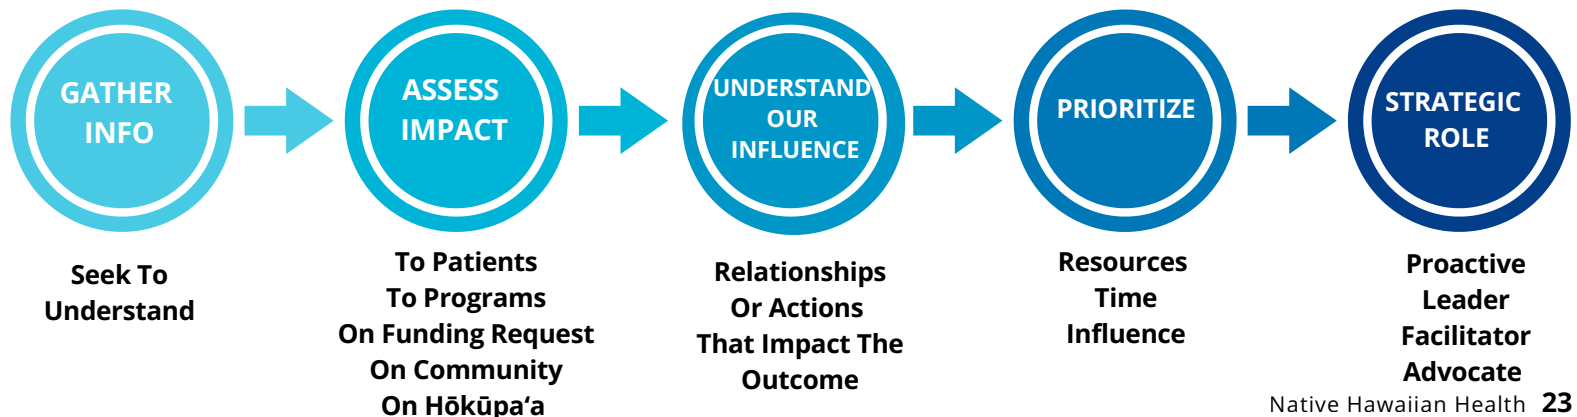 GATHER
INFO
Seek To
Understand
ASSESS
IMPACT
To Patients
To Programs
On Funding Request
On Community
On Hōkūpaʻa
UNDERSTAND
OUR
INFLUENCE
Relationships
Or Actions
That Impact The
Outcome
PRIORITIZE
Resources
Time
Influence
STRATEGIC
ROLE
Proactive
Leader
Facilitator
Advocate
Native Hawaiian Health 23